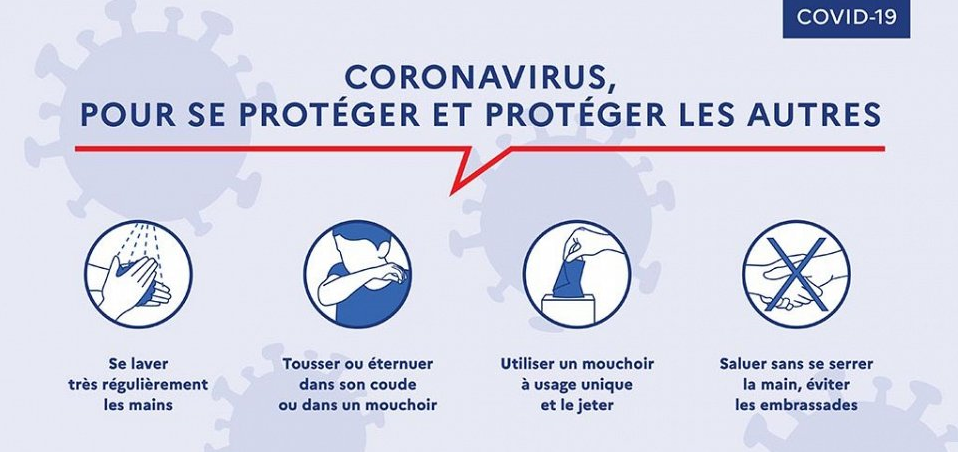 COVID-19
CORONAVIRUS,
POUR SE PROTÉGER ET PROTÉGER LES AUTRES
Se laver
très régulièrement
les mains
Tousser ou éternuer
dans son coude
ou dans un mouchoir
Utiliser un mouchoir
à usage unique
et le jeter
Saluer sans se serrer
la main, éviter
les embrassades